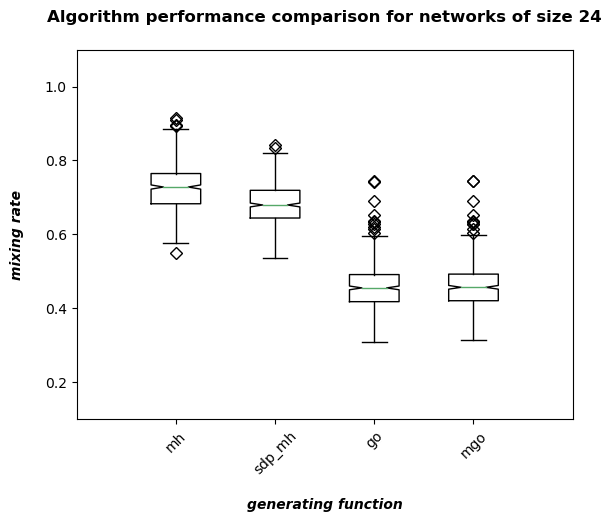 Algorithm performance comparison for networks of size 24
1.0
0.8
0.6
0.4
0.2
mixing rate
mh
sdp_mh
go
mgo
generating function